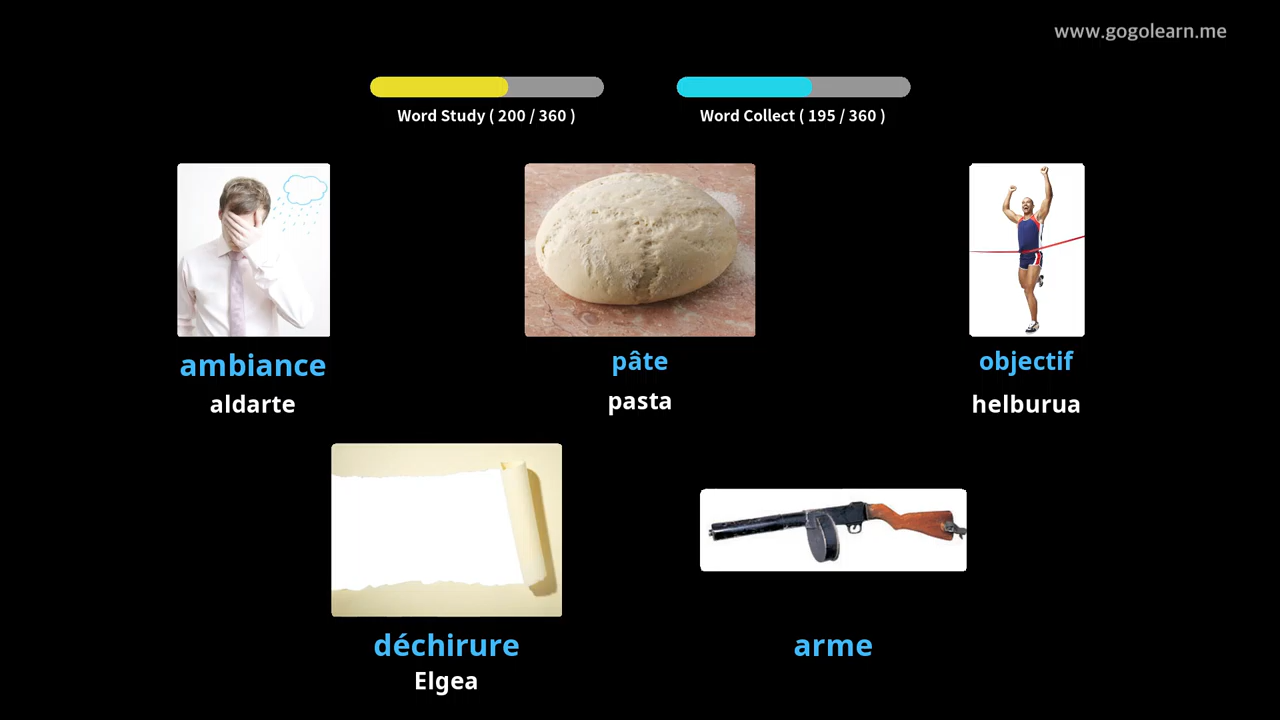 www.gogolearn.me
Word Study ( 200 / 360 )
Word Collect ( 195 / 360 )
ambiance
aldarte
pâte
pasta
objectif
helburua
déchirure
Elgea
arme